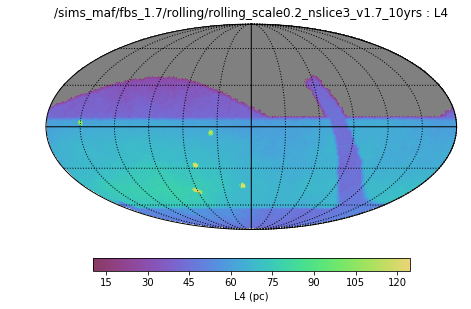 /sims_maf/fbs_1.7/rolling/rolling_scale0.2_nslice3_v1.7_10yrs : L4
15 30 45 60 75 90 105 120
L4 (pc)